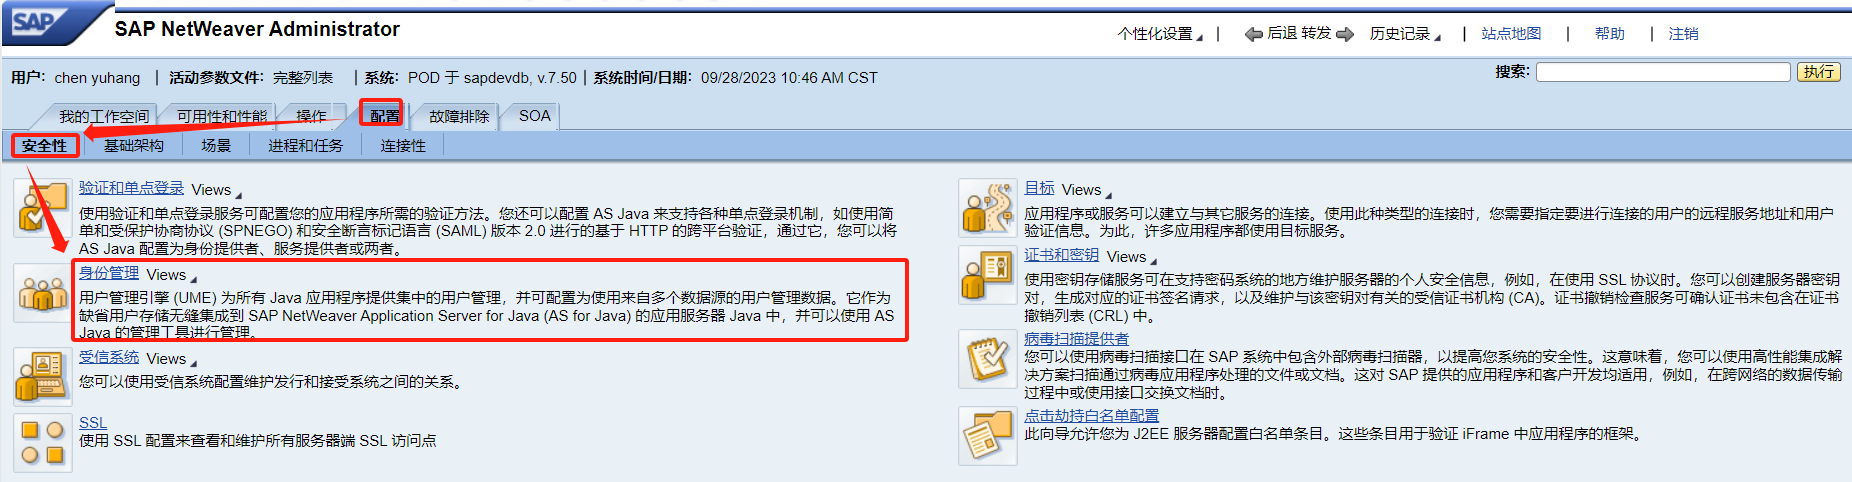 SAP
SAP NetWeaver Administrator
个性化设置 | 后退 转发 历史记录 | 站点地图 | 帮助 | 注销
用户: chen yuhang | 活动参数文件: 完整列表 | 系统: POD 于 sapdevdb, v.7.50 | 系统时间/日期: 09/28/2023 10:46 AM CST
搜索: 执行
我的工作空间 可用性和性能 操作 配置 故障排除 SOA
安全性 基础架构 场景 进程和任务 连接性
验证和单点登录 Views
使用验证和单点登录服务可配置您的应用程序所需的验证方法。您还可以配置 AS Java 来支持各种单点登录机制，如使用简
单和受保护协商协议 (SPNEGO) 和安全断言标记语言 (SAML) 版本 2.0 进行的基于 HTTP 的跨平台验证，通过它，您可以将
AS Java 配置为身份提供者、服务提供者或两者。
身份管理 Views
用户管理引擎 (UME) 为所有 Java 应用程序提供集中的用户管理，并可配置为使用来自多个数据源的用户管理数据。它作为
缺省用户存储无缝集成到 SAP NetWeaver Application Server for Java (AS for Java) 的应用服务器 Java 中，并可以使用 AS
Java 的管理工具进行管理。
受信系统 Views
您可以使用受信系统配置维护发行和接受系统之间的关系。
SSL
使用 SSL 配置来查看和维护所有服务器端 SSL 访问点
目标 Views
应用程序或服务可以建立与其它服务的连接。使用此种类型的连接时，您需要指定要进行连接的用户的远程服务地址和用户
验证信息。为此，许多应用程序都使用目标服务。
证书和密钥 Views
使用密钥存储服务可在支持密码系统的地方维护服务器的个人安全信息，例如，在使用 SSL 协议时。您可以创建服务器密钥
对，生成对应的证书签名请求，以及维护与该密钥对有关的受信证书机构 (CA)。证书撤销检查服务可确认证书未包含在证书
撤销列表 (CRL) 中。
病毒扫描提供者
您可以使用病毒扫描接口在 SAP 系统中包含外部病毒扫描器，以提高您系统的安全性。这意味着，您可以使用高性能集成解
决方案扫描通过病毒应用程序处理的文件或文档。这对 SAP 提供的应用程序和客户开发均适用，例如，在跨网络的数据传输
过程中或使用接口交换文档时。
点击劫持白名单配置
此向导允许您为 J2EE 服务器配置白名单条目。这些条目用于验证 iFrame 中应用程序的框架。